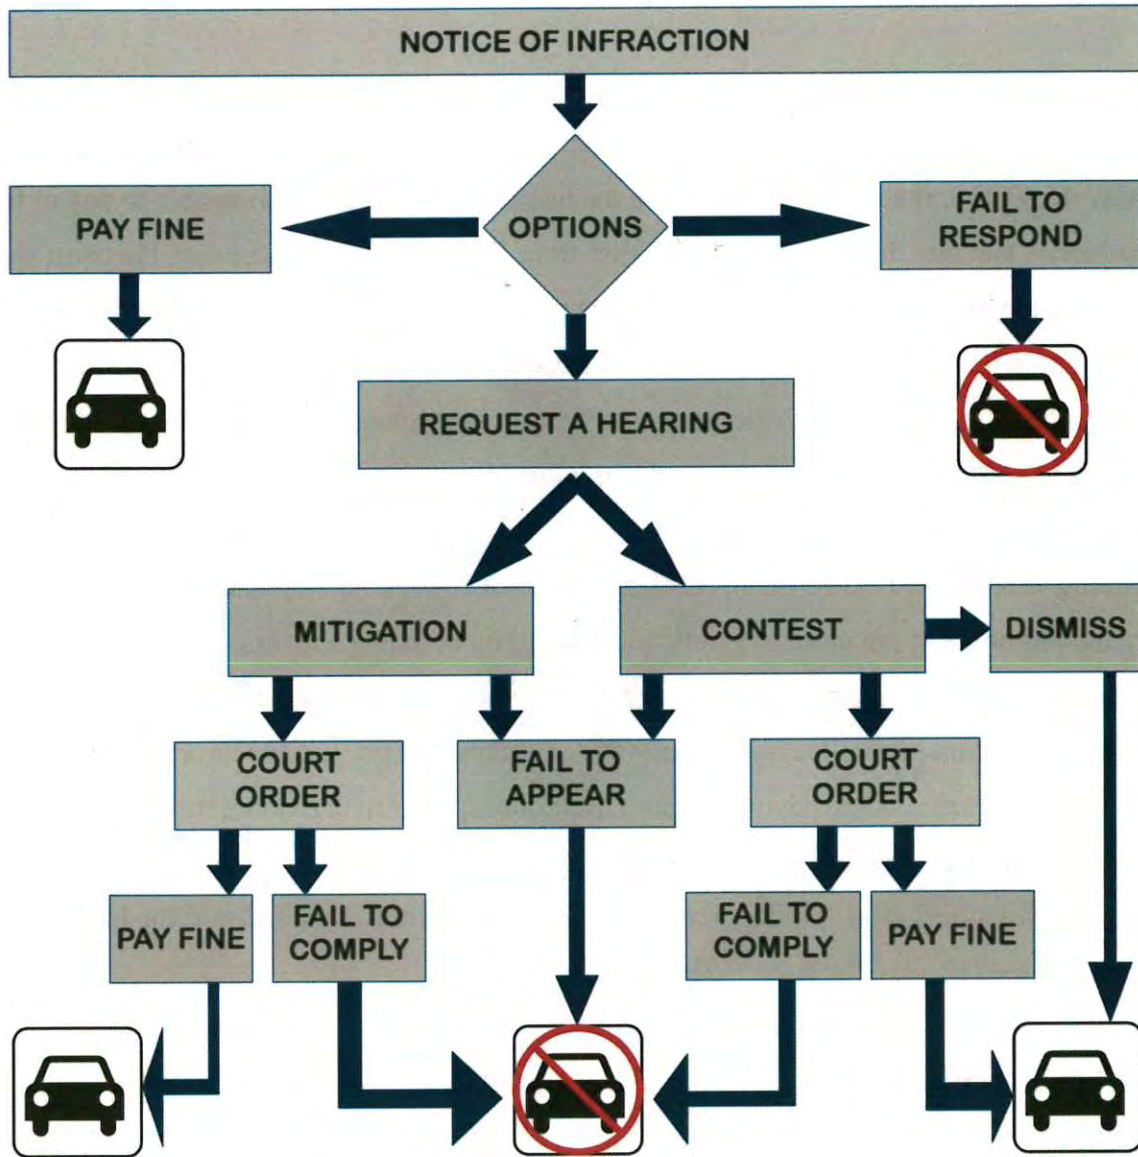 NOTICE OF INFRACTION
OPTIONS
PAY FINE
FAIL TO
RESPOND
REQUEST A HEARING
MITIGATION
CONTEST
DISMISS
COURT
ORDER
FAIL TO
APPEAR
COURT
ORDER
PAY FINE
FAIL TO
COMPLY
FAIL TO
COMPLY
PAY FINE